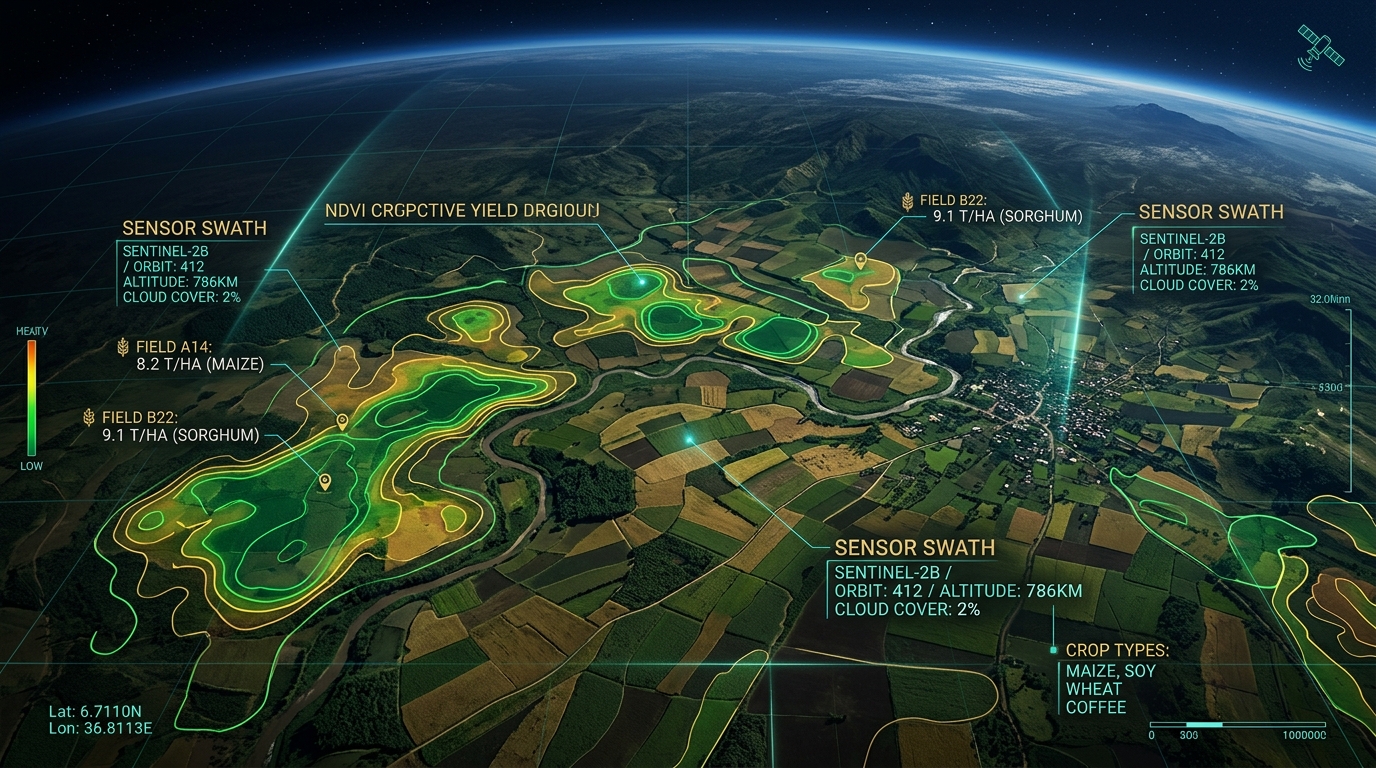 NDVI CRGPCTIVE YIELD DRGIOUN
SENSOR SWATH
SENTINEL-2B
/ ORBIT: 412
ALTITUDE: 786KM
CLOUD COVER: 2%
FIELD B22:
9.1 T/HA (SORGHUM)
SENSOR SWATH
SENTINEL-2B
/ ORBIT: 412
ALTITUDE: 786KM
CLOUD COVER: 2%
FIELD A14:
8.2 T/HA (MAIZE)
FIELD B22:
9.1 T/HA (SORGHUM)
LOW
SENSOR SWATH
SENTINEL-2B /
ORBIT: 412 / ALTITUDE: 786KM
CLOUD COVER: 2%
CROP TYPES:
MAIZE, SOY
WHEAT
COFFEE
Lat: 6.7110N
Lon: 36.8113E
0 300